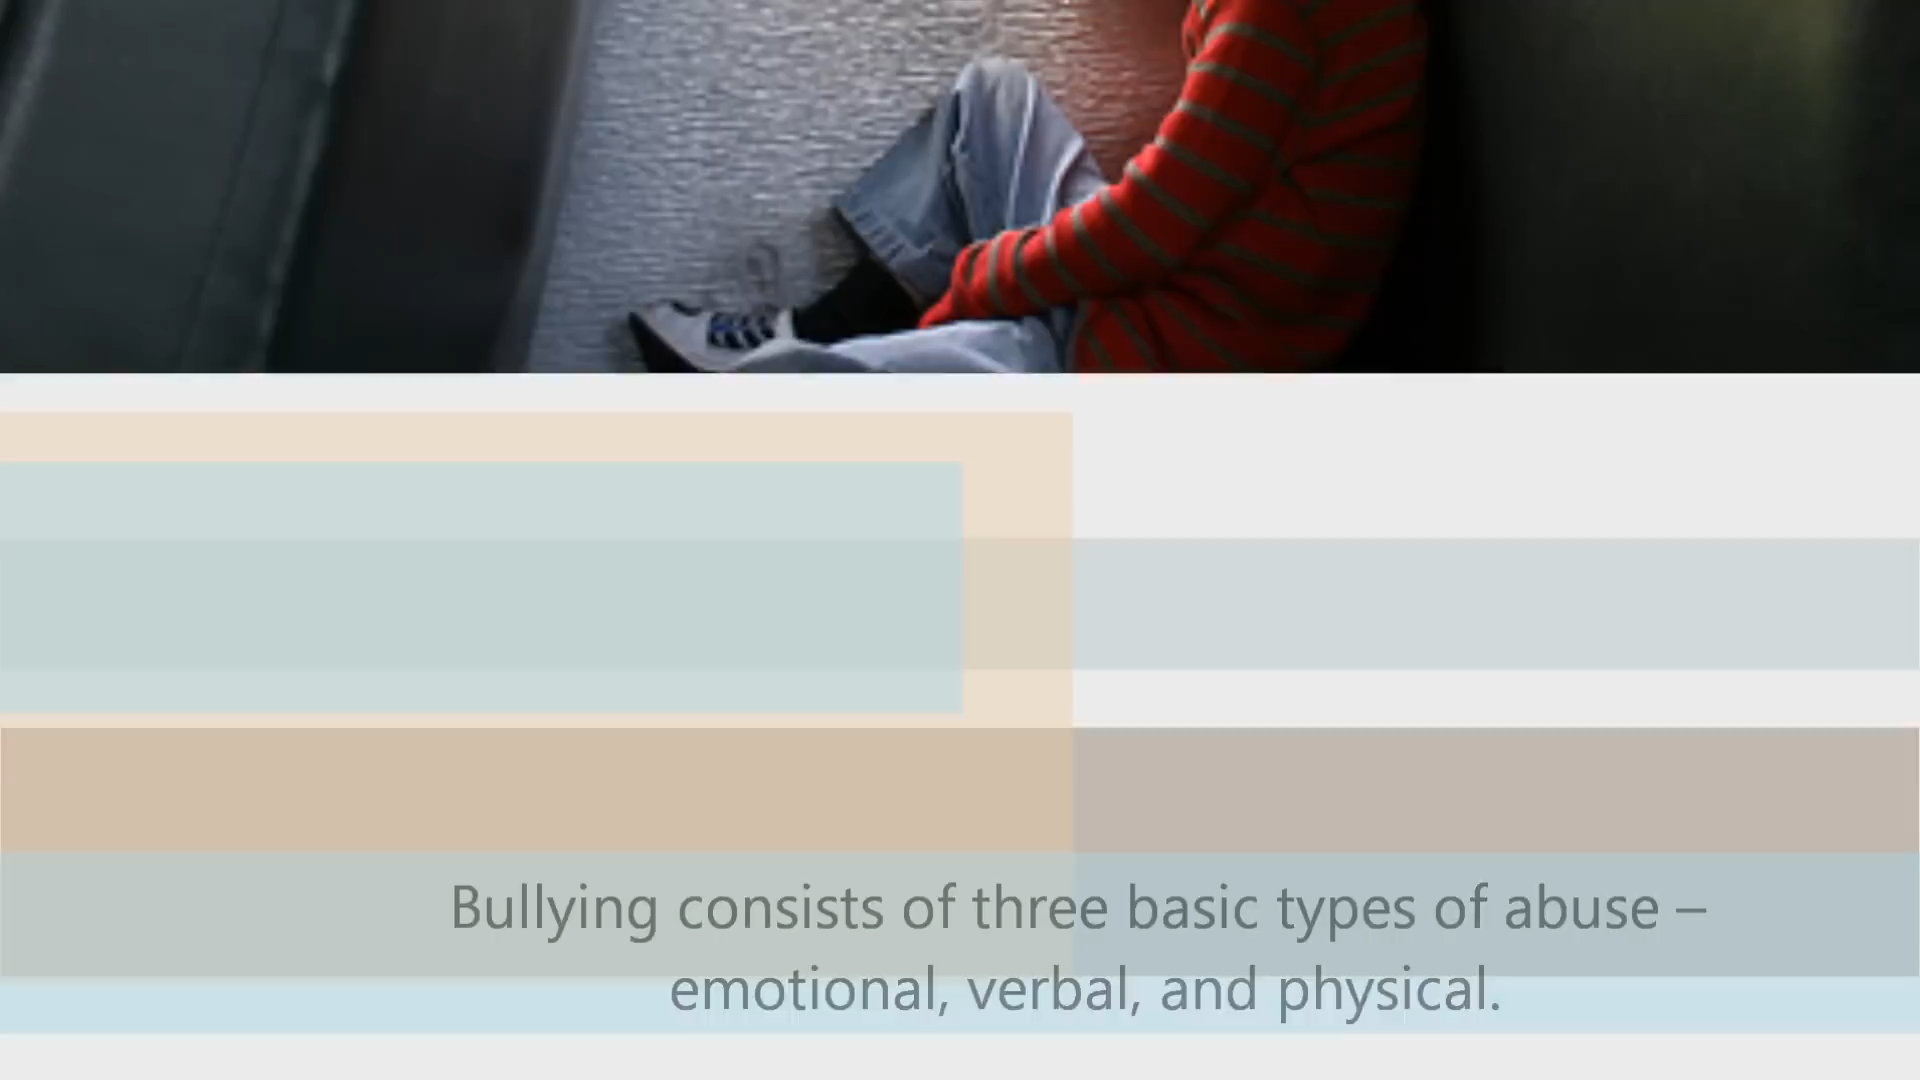 Bullying consists of three basic types of abuse –
emotional, verbal, and physical.